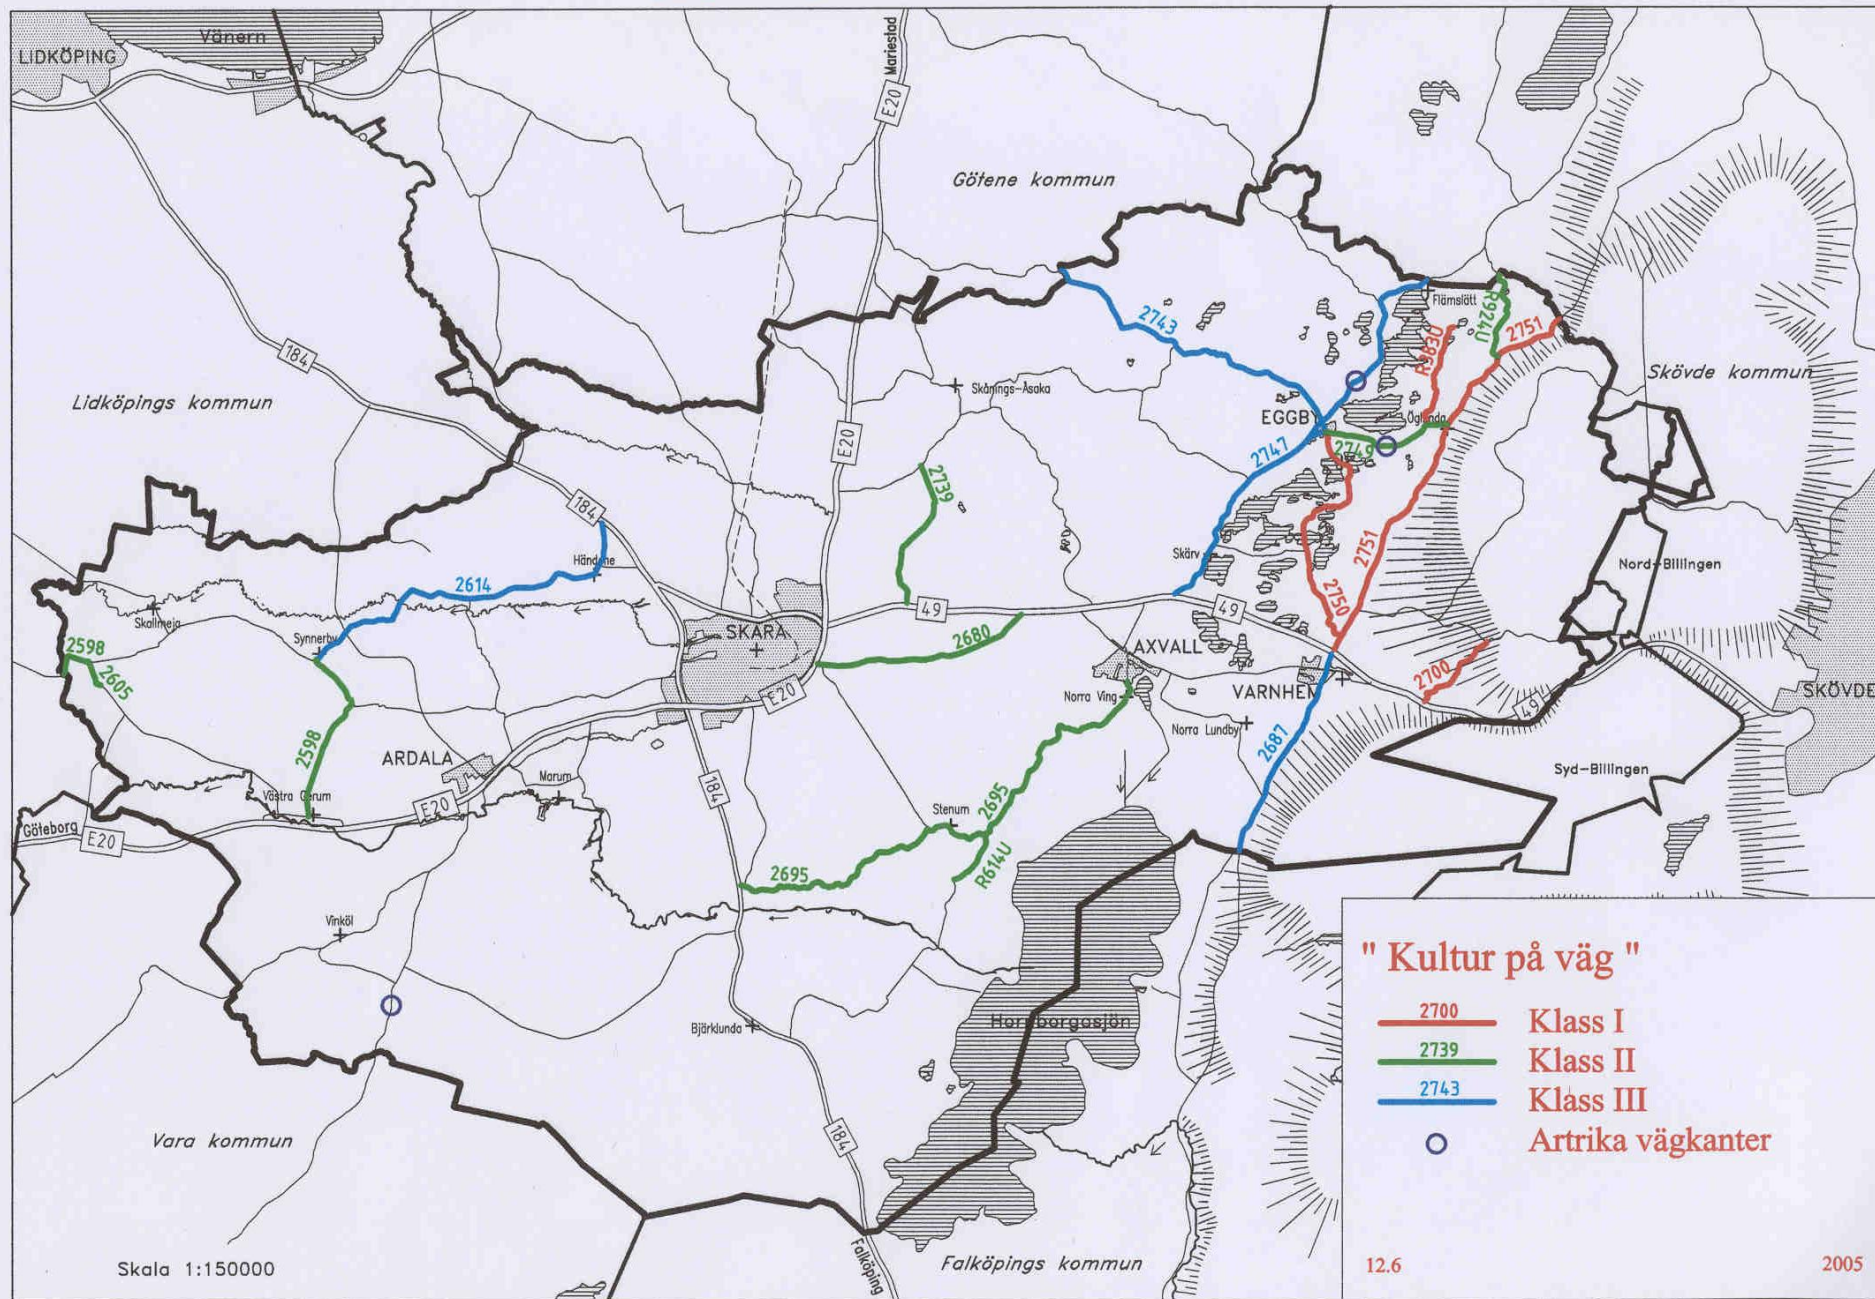 LIDKÖPING
Vänern
Mariestad
E20
Götene kommun
184
Lidköpings kommun
Skånings-Åsaka
E20
2743
Flämslätt
R983U
R924U
2751
Skövde kommun
EGGBY
Öglunda
2749
2747
2739
184
Händene
2614
Skärv
2751
2750
Nord-Billingen
Skallmeja
Synnerby
49
49
SKARA
2680
AXVALL
2598
2605
E20
Norra Ving
VARNHEM
2700
49
SKÖVDE
Norra Lundby
2687
2598
ARDALA
Marum
184
Syd-Billingen
Västra Gerum
E20
Göteborg
E20
Stenum
2695
2695
R614U
Vinköl
Bjärklunda
Hornborgasjön
184
Vara kommun
Falköping
Falköpings kommun
Skala 1:150000
" Kultur på väg "
2700 Klass I
2739 Klass II
2743 Klass III
Artrika vägkanter
12.6 2005